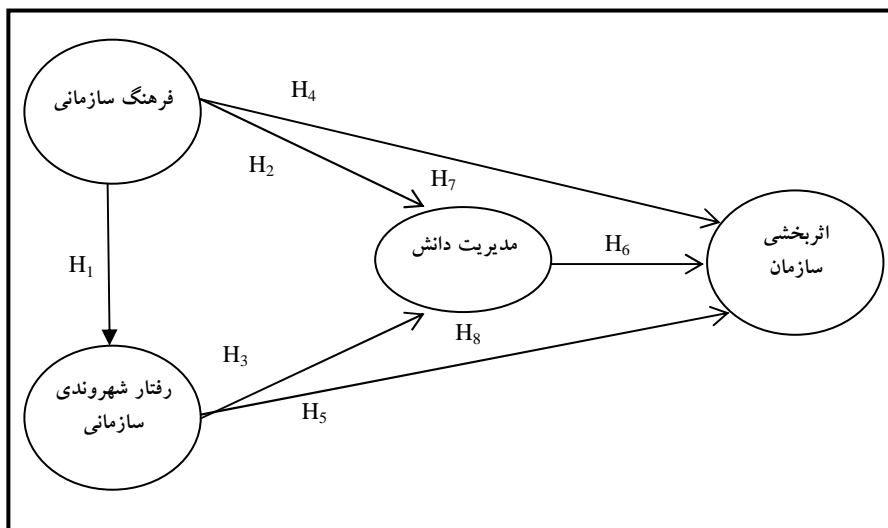 فرهنگ سازمانی
H₄
H₂
H₇
مدیریت دانش
H₆
اثربخشی
سازمان
H₁
H₃
H₈
رفتار شهروندی
سازمانی
H₅